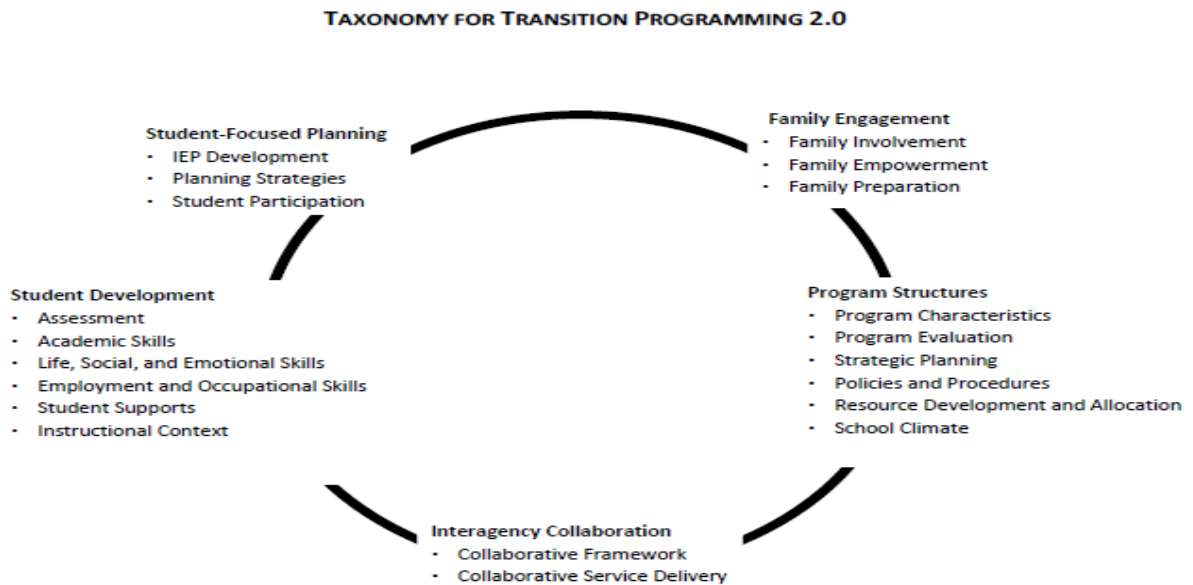 TAXONOMY FOR TRANSITION PROGRAMMING 2.0
Student-Focused Planning
· IEP Development
· Planning Strategies
· Student Participation
Family Engagement
· Family Involvement
· Family Empowerment
· Family Preparation
Student Development
· Assessment
· Academic Skills
· Life, Social, and Emotional Skills
· Employment and Occupational Skills
· Student Supports
· Instructional Context
Program Structures
· Program Characteristics
· Program Evaluation
· Strategic Planning
· Policies and Procedures
· Resource Development and Allocation
· School Climate
Interagency Collaboration
· Collaborative Framework
· Collaborative Service Delivery